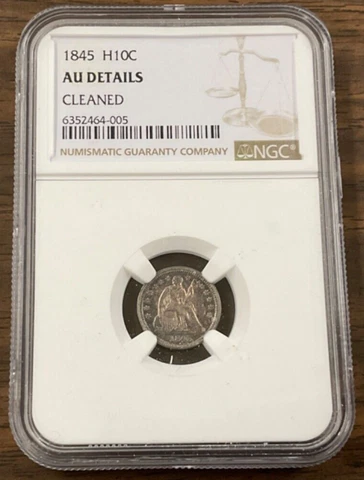 1845 H10C
AU DETAILS
CLEANED
6352464-005
NUMISMATIC GUARANTY COMPANY
NGC